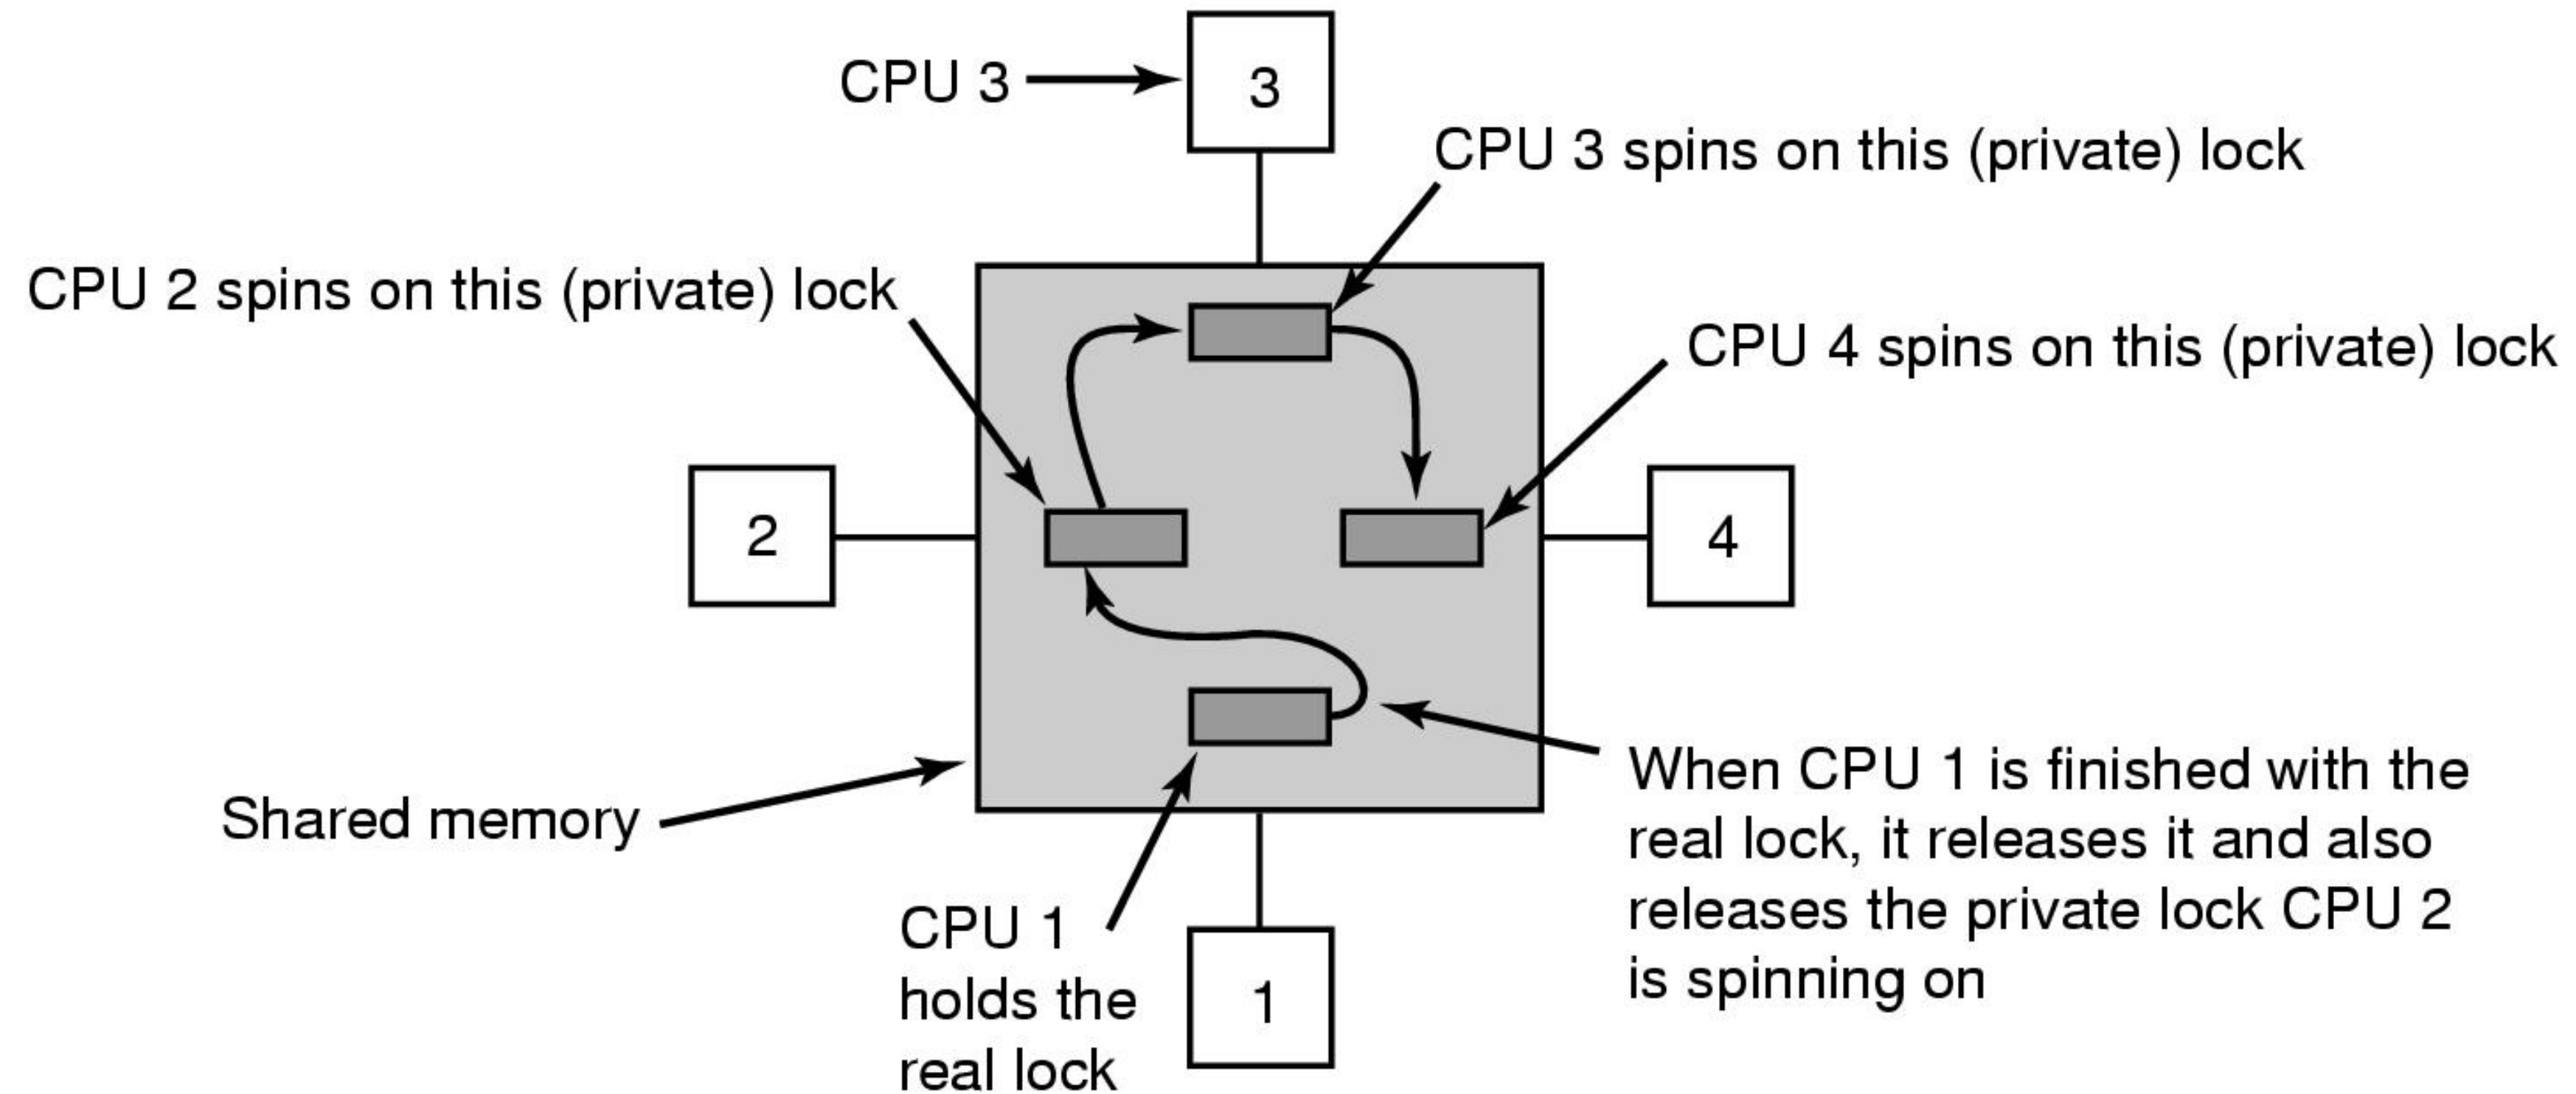 CPU 3
3
CPU 3 spins on this (private) lock
CPU 2 spins on this (private) lock
CPU 4 spins on this (private) lock
2
4
Shared memory
When CPU 1 is finished with the
real lock, it releases it and also
releases the private lock CPU 2
is spinning on
CPU 1
holds the
real lock
1